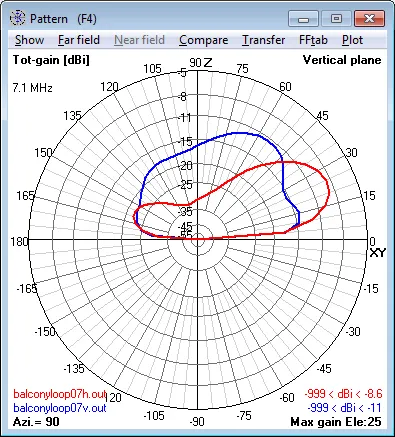 Pattern (F4)
Show Far field Near field Compare Transfer FFtab Plot
Tot-gain [dBi]
Vertical plane
7.1 MHz
90 Z
105 75
120 60
135 45
150 30
165 15
180 0
XY
-165 -15
-150 -30
-135 -45
-120 -60
-105 -75
-90
-5
-8
-11
-15
-20
-25
-35
-45
-55
balconyloop07h.out
-999 < dBi < -8.6
balconyloop07v.out
-999 < dBi < -11
Azi.= 90
Max gain Ele:25